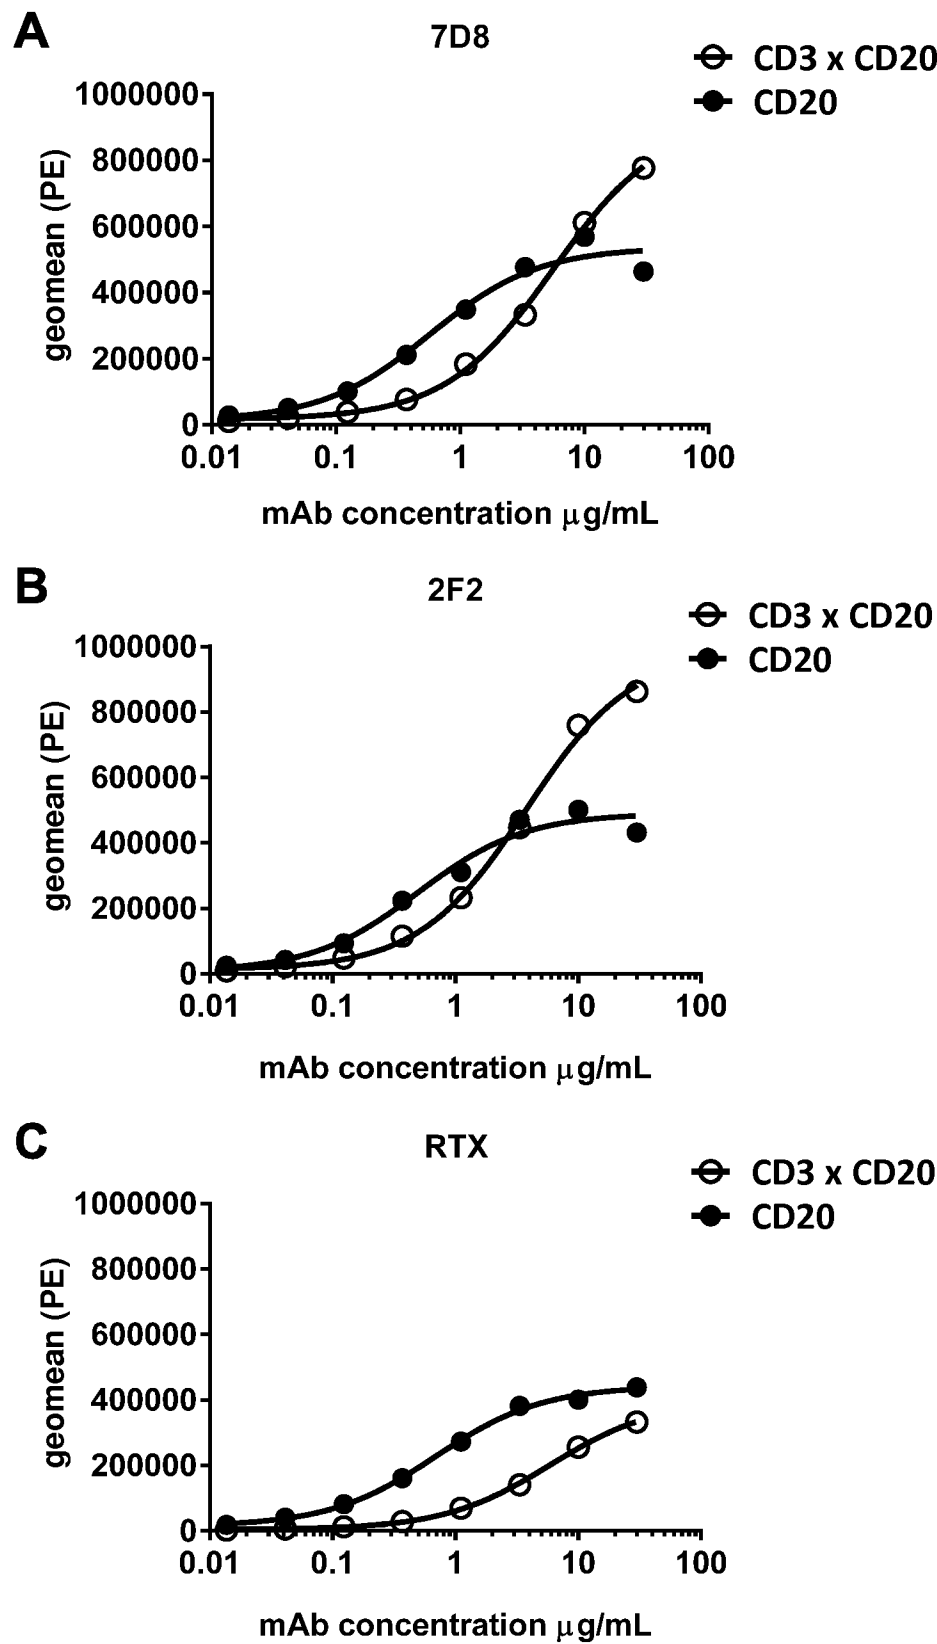 A
7D8
CD3 x CD20
CD20
1000000
800000
600000
400000
200000
0
geomean (PE)
0.01 0.1 1 10 100
mAb concentration μg/mL
B
2F2
CD3 x CD20
CD20
1000000
800000
600000
400000
200000
0
geomean (PE)
0.01 0.1 1 10 100
mAb concentration μg/mL
C
RTX
CD3 x CD20
CD20
1000000
800000
600000
400000
200000
0
geomean (PE)
0.01 0.1 1 10 100
mAb concentration μg/mL